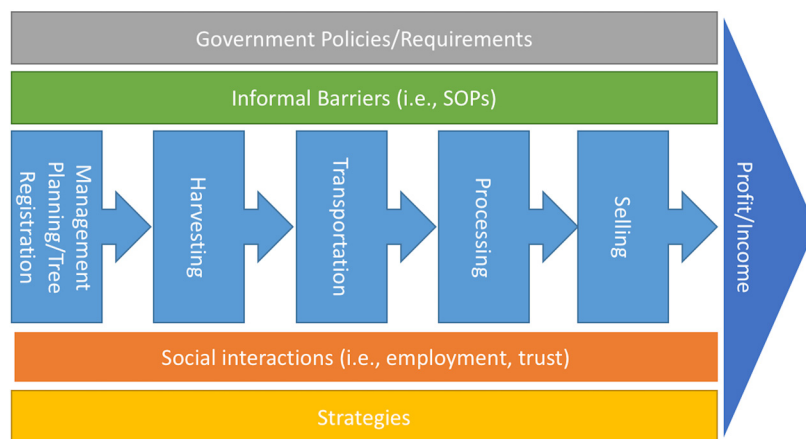 Government Policies/Requirements
Informal Barriers (i.e., SOPs)
Management
Planning/Tree
Registration
Harvesting
Transportation
Processing
Selling
Profit/Income
Social interactions (i.e., employment, trust)
Strategies